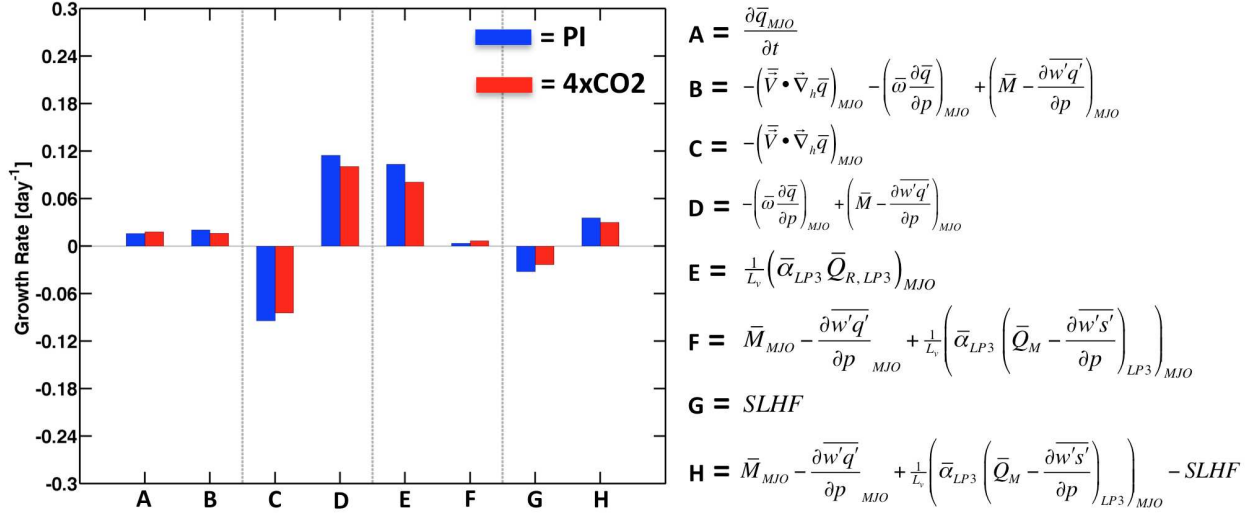 0.3
0.24
0.18
0.12
0.06
0
-0.06
-0.12
-0.18
-0.24
-0.3
Growth Rate [day⁻¹]
= PI
= 4xCO2
A B C D E F G H
A = ∂q̅_MJO / ∂t
B = -(V̅⃗ • ∇⃗_h q̅)_MJO - (ω̅ ∂q̅/∂p)_MJO + (M̅ - ∂w'q'̅/∂p)_MJO
C = -(V̅⃗ • ∇⃗_h q̅)_MJO
D = -(ω̅ ∂q̅/∂p)_MJO + (M̅ - ∂w'q'̅/∂p)_MJO
E = 1/L_v (α̅_LP3 Q̅_R, LP3)_MJO
F = M̅_MJO - ∂w'q'̅/∂p _MJO + 1/L_v (α̅_LP3 (Q̅_M - ∂w's'̅/∂p)_LP3)_MJO
G = SLHF
H = M̅_MJO - ∂w'q'̅/∂p _MJO + 1/L_v (α̅_LP3 (Q̅_M - ∂w's'̅/∂p)_LP3)_MJO - SLHF